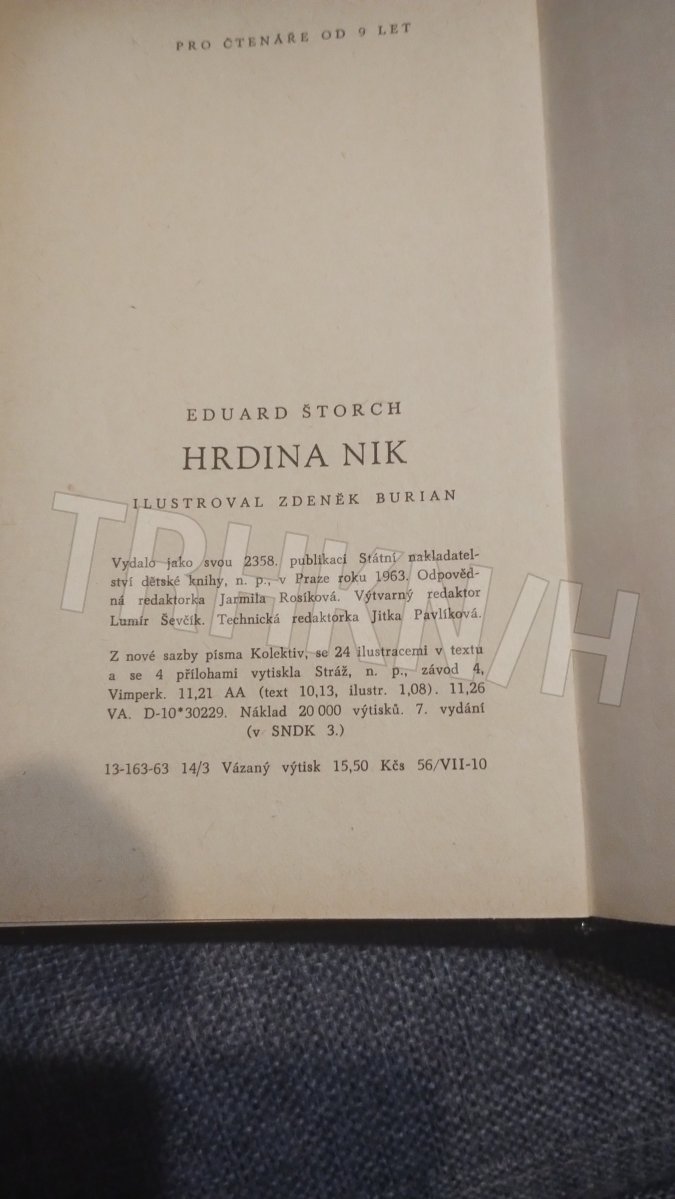 PRO ČTENÁŘE OD 9 LET
EDUARD ŠTORCH
HRDINA NIK
ILUSTROVAL ZDENĚK BURIAN
Vydalo jako svou 2358. publikaci Státní nakladatel-
ství dětské knihy, n. p., v Praze roku 1963. Odpověd-
ná redaktorka Jarmila Rosíková. Výtvarný redaktor
Lumír Ševčík. Technická redaktorka Jitka Pavlíková.
Z nové sazby písma Kolektiv, se 24 ilustracemi v textu
a se 4 přílohami vytiskla Stráž, n. p., závod 4,
Vimperk. 11,21 AA (text 10,13, ilustr. 1,08). 11,26
VA. D-10*30229. Náklad 20 000 výtisků. 7. vydání
(v SNDK 3.)
13-163-63 14/3 Vázaný výtisk 15,50 Kčs 56/VII-10
TRHKNIH